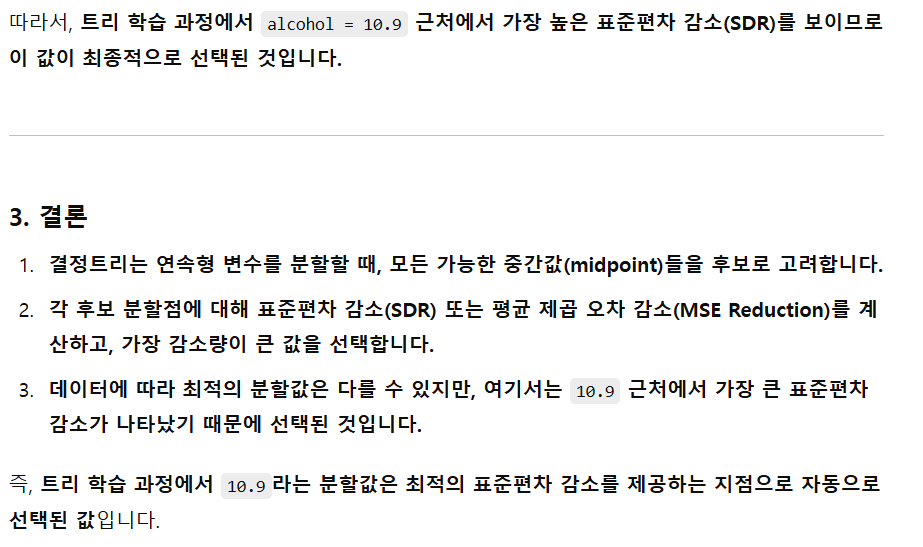 따라서, 트리 학습 과정에서 alcohol = 10.9 근처에서 가장 높은 표준편차 감소(SDR)를 보이므로
이 값이 최종적으로 선택된 것입니다.
3. 결론
1. 결정트리는 연속형 변수를 분할할 때, 모든 가능한 중간값(midpoint)들을 후보로 고려합니다.
2. 각 후보 분할점에 대해 표준편차 감소(SDR) 또는 평균 제곱 오차 감소(MSE Reduction)를 계
산하고, 가장 감소량이 큰 값을 선택합니다.
3. 데이터에 따라 최적의 분할값은 다를 수 있지만, 여기서는 10.9 근처에서 가장 큰 표준편차
감소가 나타났기 때문에 선택된 것입니다.
즉, 트리 학습 과정에서 10.9라는 분할값은 최적의 표준편차 감소를 제공하는 지점으로 자동으로
선택된 값입니다.